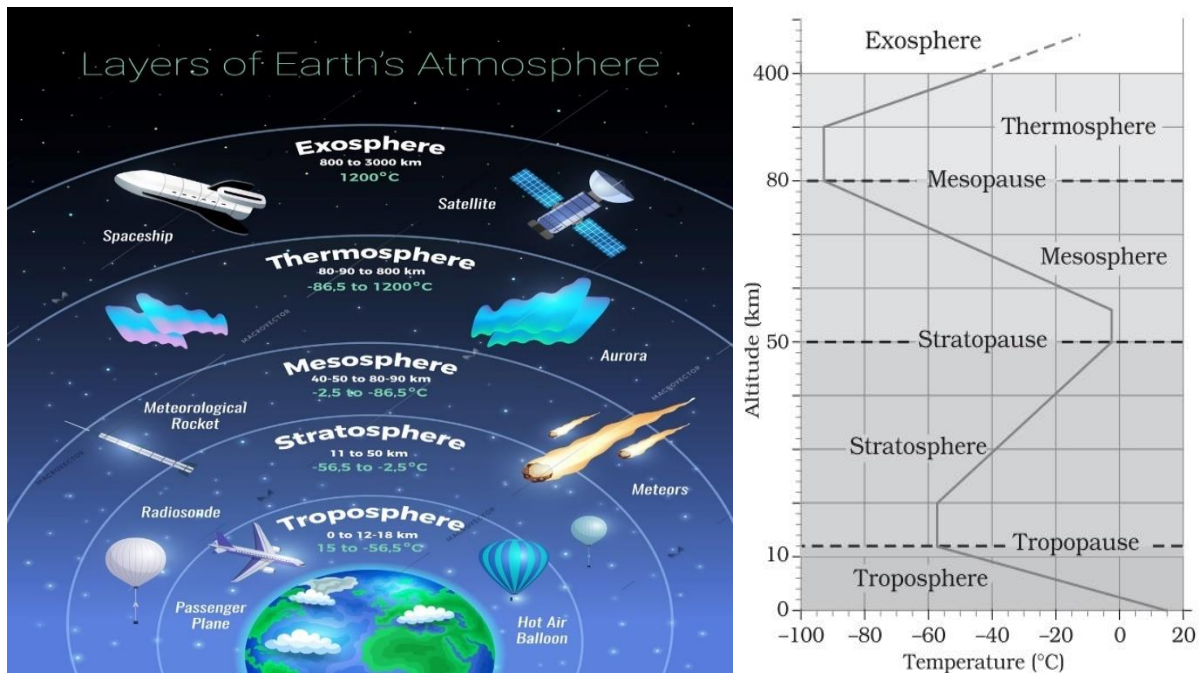 Layers of Earth's Atmosphere
Exosphere
800 to 3000 km
1200°C
Spaceship
Satellite
Thermosphere
80-90 to 800 km
-86,5 to 1200°C
MACROVECTOR
Aurora
Mesosphere
40-50 to 80-90 km
-2,5 to -86,5°C
MACROVECTOR
Meteorological
Rocket
Stratosphere
11 to 50 km
-56,5 to -2,5°C
MACROVECTOR
Meteors
Radiosonde
Troposphere
0 to 12-18 km
15 to -56,5°C
MACROVECTOR
Passenger
Plane
Hot Air
Balloon
Exosphere
400
Thermosphere
80
Mesopause
Mesosphere
Altitude (km)
50
Stratopause
Stratosphere
Tropopause
10
Troposphere
0
-100 -80 -60 -40 -20 0 20
Temperature (°C)